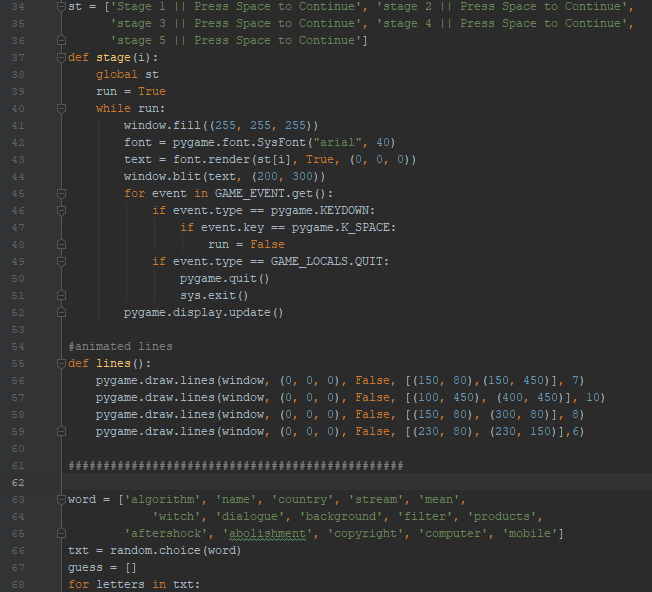 34 st = ['Stage 1 || Press Space to Continue', 'stage 2 || Press Space to Continue',
35 'stage 3 || Press Space to Continue', 'stage 4 || Press Space to Continue',
36 'stage 5 || Press Space to Continue']
37 def stage(i):
38 global st
39 run = True
40 while run:
41 window.fill((255, 255, 255))
42 font = pygame.font.SysFont("arial", 40)
43 text = font.render(st[i], True, (0, 0, 0))
44 window.blit(text, (200, 300))
45 for event in GAME_EVENT.get():
46 if event.type == pygame.KEYDOWN:
47 if event.key == pygame.K_SPACE:
48 run = False
49 if event.type == GAME_LOCALS.QUIT:
50 pygame.quit()
51 sys.exit()
52 pygame.display.update()
53
54 #animated lines
55 def lines():
56 pygame.draw.lines(window, (0, 0, 0), False, [(150, 80),(150, 450)], 7)
57 pygame.draw.lines(window, (0, 0, 0), False, [(100, 450), (400, 450)], 10)
58 pygame.draw.lines(window, (0, 0, 0), False, [(150, 80), (300, 80)], 8)
59 pygame.draw.lines(window, (0, 0, 0), False, [(230, 80), (230, 150)],6)
60
61 ################################################
62
63 word = ['algorithm', 'name', 'country', 'stream', 'mean',
64 'witch', 'dialogue', 'background', 'filter', 'products',
65 'aftershock', 'abolishment', 'copyright', 'computer', 'mobile']
66 txt = random.choice(word)
67 guess = []
68 for letters in txt: